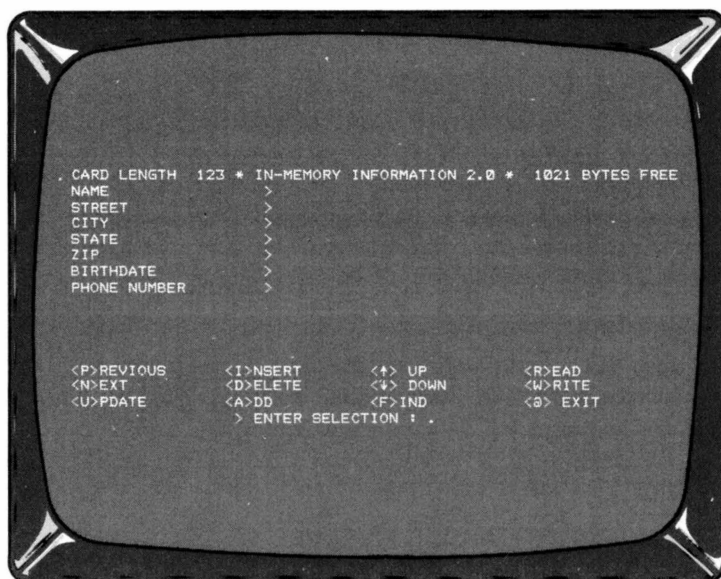 CARD LENGTH 123 * IN-MEMORY INFORMATION 2.0 * 1021 BYTES FREE
NAME >
STREET >
CITY >
STATE >
ZIP >
BIRTHDATE >
PHONE NUMBER >
<P>REVIOUS <I>NSERT <↑> UP <R>EAD
<N>EXT <D>ELETE <↓> DOWN <W>RITE
<U>PDATE <A>DD <F>IND <@> EXIT
> ENTER SELECTION : .